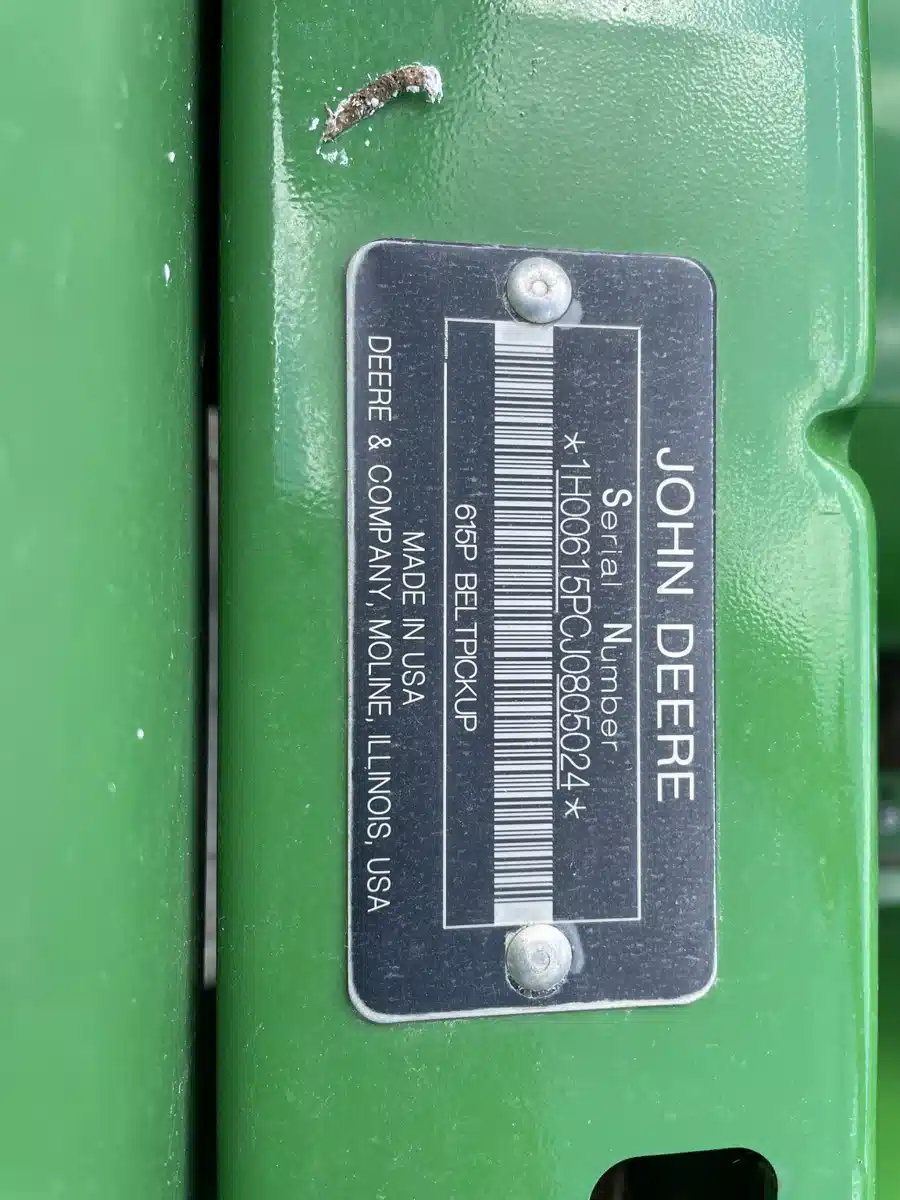 JOHN DEERE
Serial Number
*1H00615PCJ0805024*
615P BELTPICKUP
MADE IN USA
DEERE & COMPANY, MOLINE, ILLINOIS, USA